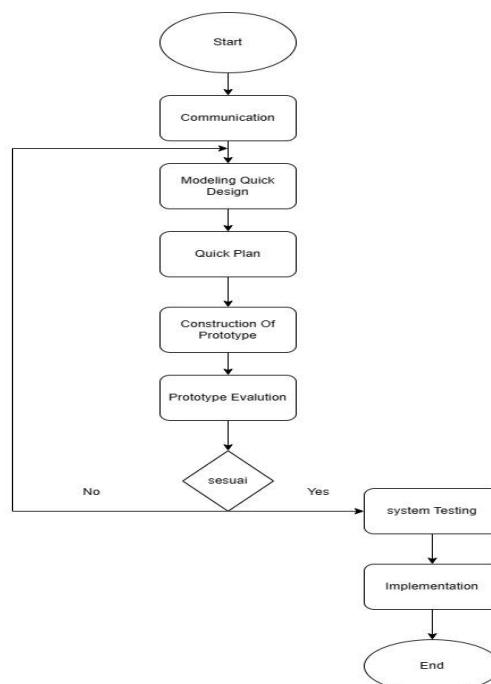 Start
Communication
Modeling Quick
Design
Quick Plan
Construction Of
Prototype
Prototype Evalution
sesuai
No
Yes
system Testing
Implementation
End